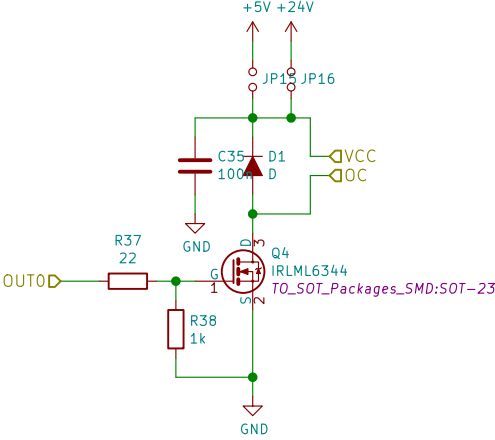 +5V +24V
JP15 JP16
C35
100n
D1
D
VCC
OC
GND
R37
22
OUT0
D
3
G
1
S
2
Q4
IRLML6344
TO_SOT_Packages_SMD:SOT-23
R38
1k
GND